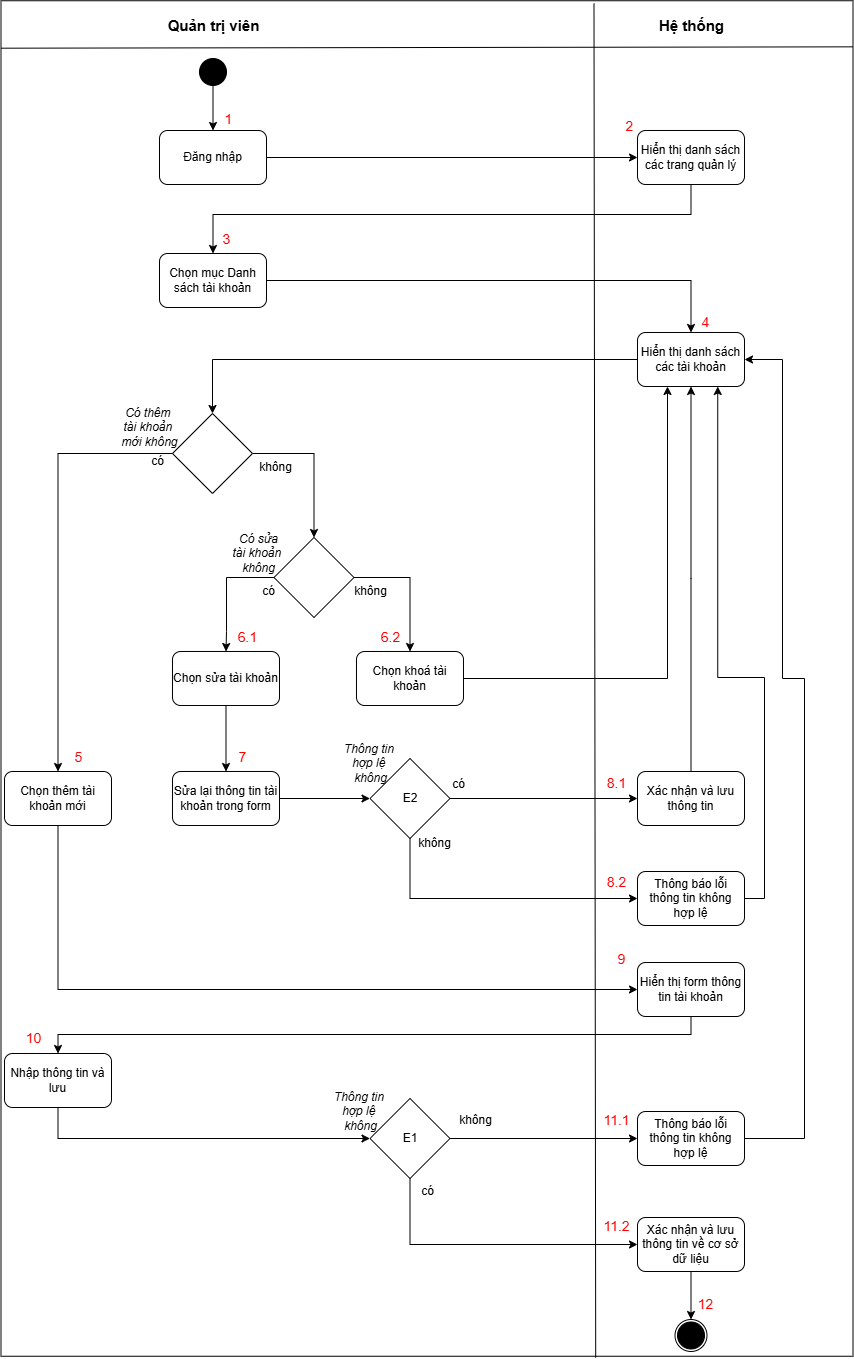 Quản trị viên
Hệ thống
1
Đăng nhập
2
Hiển thị danh sách
các trang quản lý
3
Chọn mục Danh
sách tài khoản
4
Hiển thị danh sách
các tài khoản
Có thêm
tài khoản
mới không
có
không
Có sửa
tài khoản
không
có
không
6.1
Chọn sửa tài khoản
6.2
Chọn khoá tài
khoản
5
Chọn thêm tài
khoản mới
7
Sửa lại thông tin tài
khoản trong form
Thông tin
hợp lệ
không
E2
có
không
8.1
Xác nhận và lưu
thông tin
8.2
Thông báo lỗi
thông tin không
hợp lệ
9
Hiển thị form thông
tin tài khoản
10
Nhập thông tin và
lưu
Thông tin
hợp lệ
không
E1
không
có
11.1
Thông báo lỗi
thông tin không
hợp lệ
11.2
Xác nhận và lưu
thông tin về cơ sở
dữ liệu
12